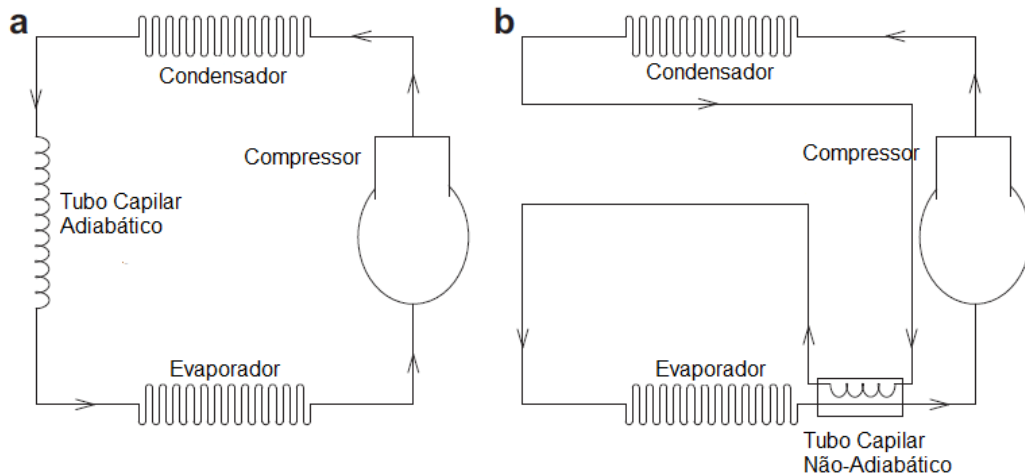 a
Condensador
Compressor
Tubo Capilar
Adiabático
Evaporador
b
Condensador
Compressor
Evaporador
Tubo Capilar
Não-Adiabático